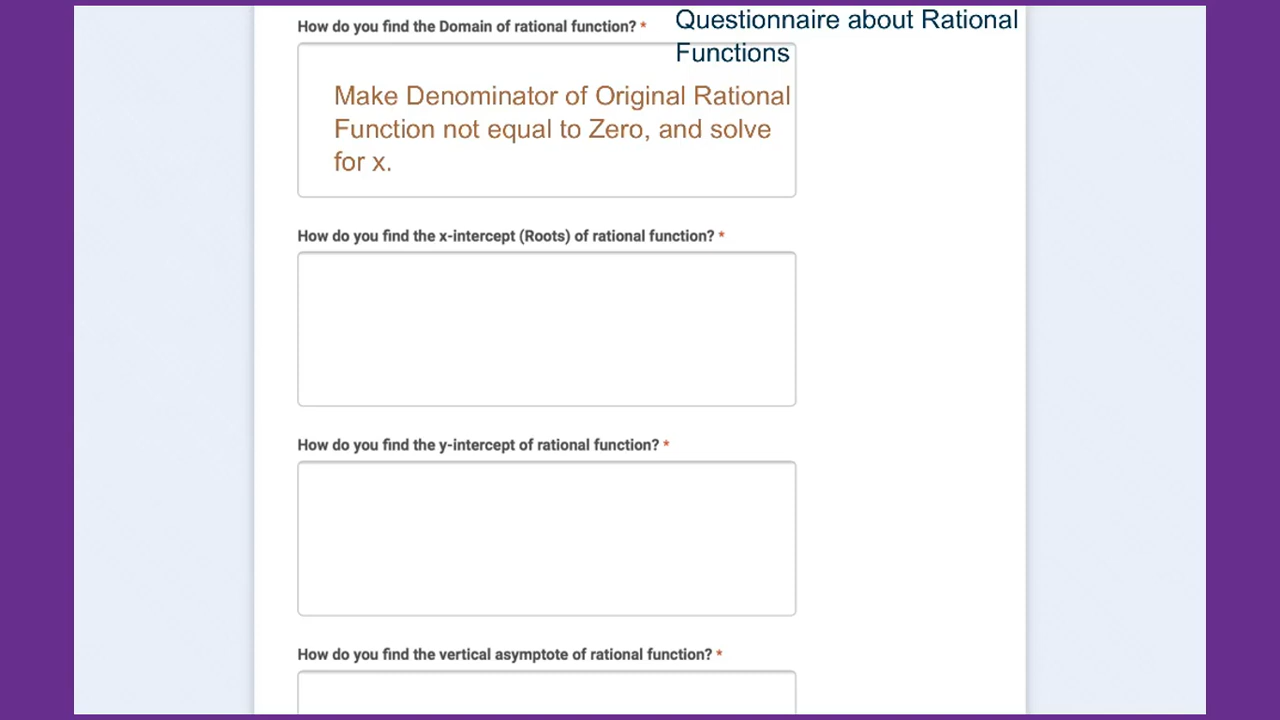 How do you find the Domain of rational function? *
Questionnaire about Rational
Functions
Make Denominator of Original Rational
Function not equal to Zero, and solve
for x.
How do you find the x-intercept (Roots) of rational function? *
How do you find the y-intercept of rational function? *
How do you find the vertical asymptote of rational function? *